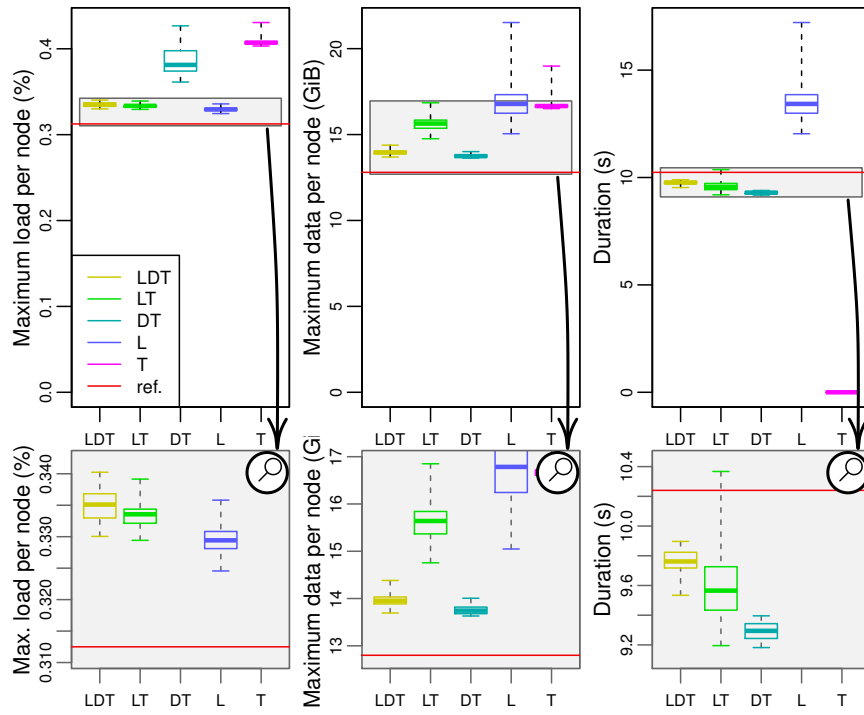 Maximum load per node (%)
0.4
0.3
0.2
0.1
0.0
LDT
LT
DT
L
T
ref.
LDT LT DT L T
Maximum data per node (GiB)
20
15
10
5
0
LDT LT DT L T
Duration (s)
15
10
5
0
LDT LT DT L T
Max. load per node (%)
0.340
0.330
0.320
0.310
LDT LT DT L T
Maximum data per node (Gi
17
16
15
14
13
LDT LT DT L T
Duration (s)
10.4
10.0
9.6
9.2
LDT LT DT L T